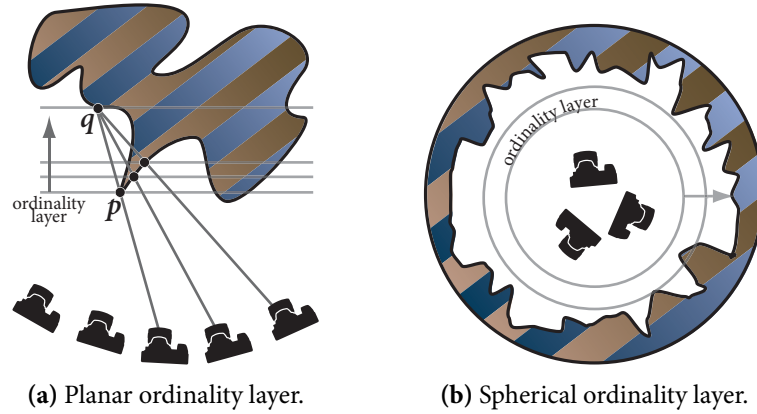 q
ordinality
layer
p
ordinality layer
(a) Planar ordinality layer.
(b) Spherical ordinality layer.